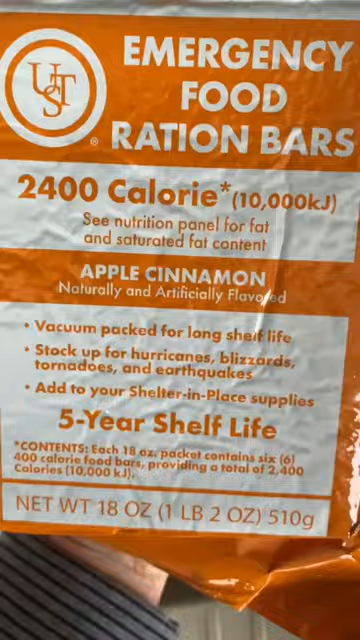 UST
®
EMERGENCY
FOOD
RATION BARS
2400 Calorie* (10,000kJ)
See nutrition panel for fat
and saturated fat content
APPLE CINNAMON
Naturally and Artificially Flavored
• Vacuum packed for long shelf life
• Stock up for hurricanes, blizzards,
tornadoes, and earthquakes
• Add to your Shelter-in-Place supplies
5-Year Shelf Life
*CONTENTS: Each 18 oz. packet contains six (6)
400 calorie food bars, providing a total of 2,400
Calories (10,000 kJ).
NET WT 18 OZ (1 LB 2 OZ) 510g